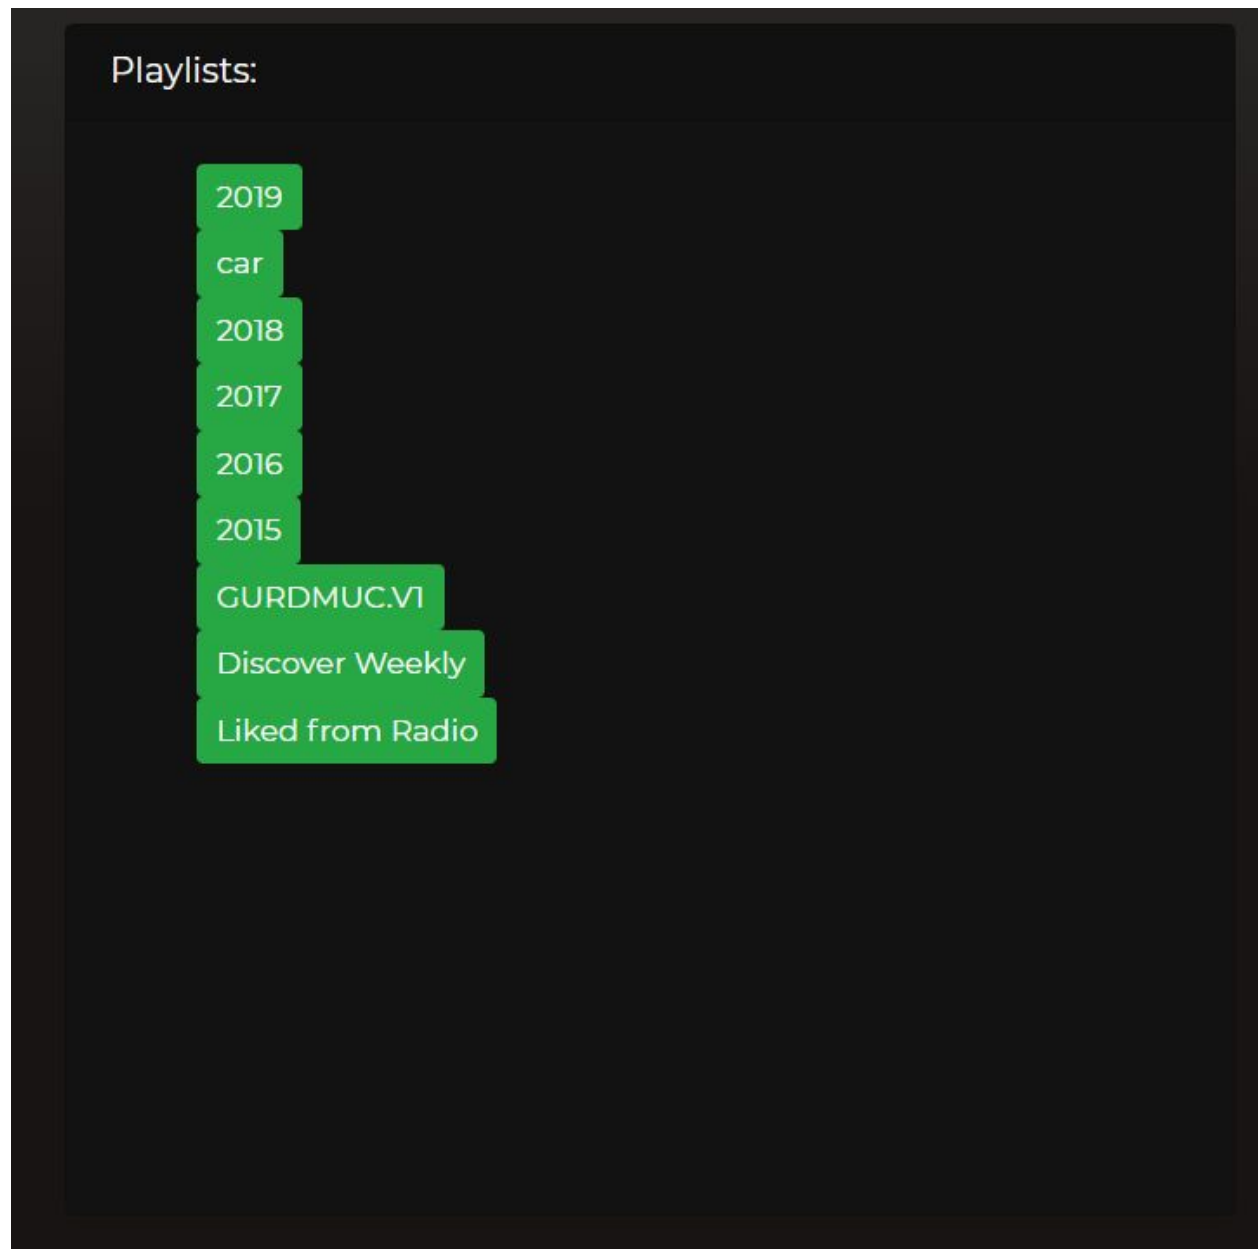 Playlists:
2019
car
2018
2017
2016
2015
GURDMUC.V1
Discover Weekly
Liked from Radio